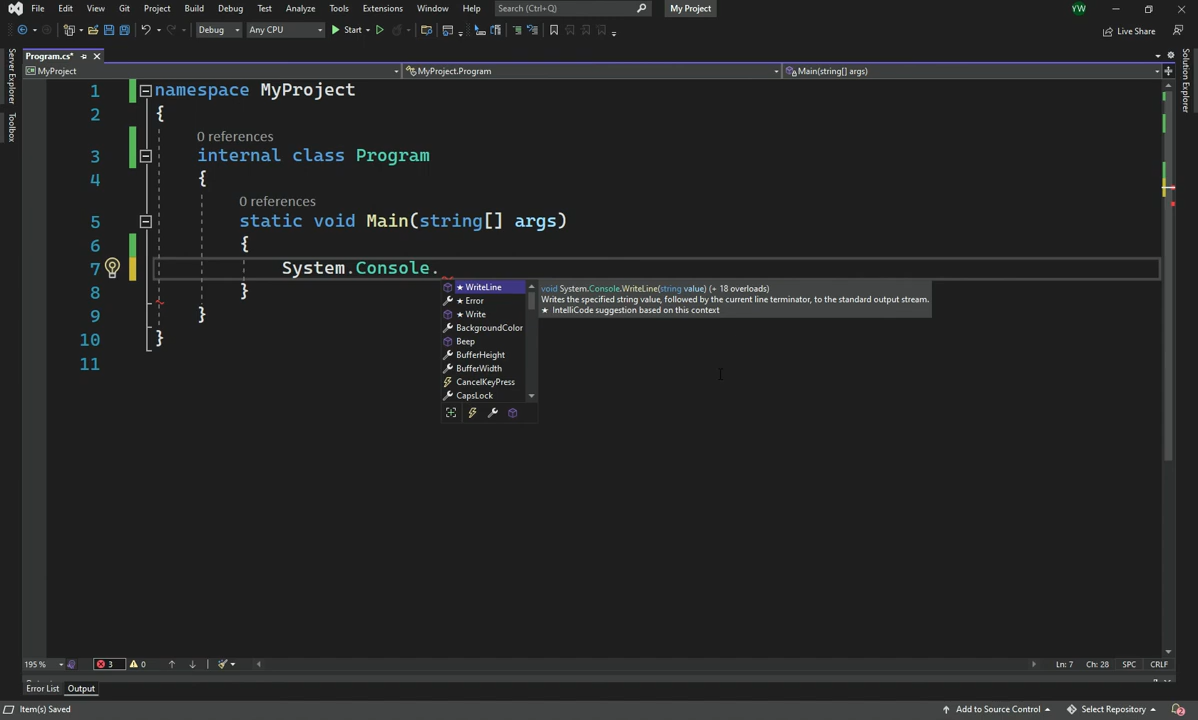 File Edit View Git Project Build Debug Test Analyze Tools Extensions Window Help Search (Ctrl+Q) My Project YW
Debug Any CPU Start Live Share
Program.cs*
MyProject MyProject.Program Main(string[] args)
Server Explorer
Toolbox
Solution Explorer
1 namespace MyProject
2 {
0 references
3 internal class Program
4 {
0 references
5 static void Main(string[] args)
6 {
7 System.Console.
8 }
9 }
10 }
11
★ WriteLine
★ Error
★ Write
BackgroundColor
Beep
BufferHeight
BufferWidth
CancelKeyPress
CapsLock
void System.Console.WriteLine(string value) (+ 18 overloads)
Writes the specified string value, followed by the current line terminator, to the standard output stream.
★ IntelliCode suggestion based on this context
195 % 3 0 Ln: 7 Ch: 28 SPC CRLF
Error List Output
Item(s) Saved Add to Source Control Select Repository 2